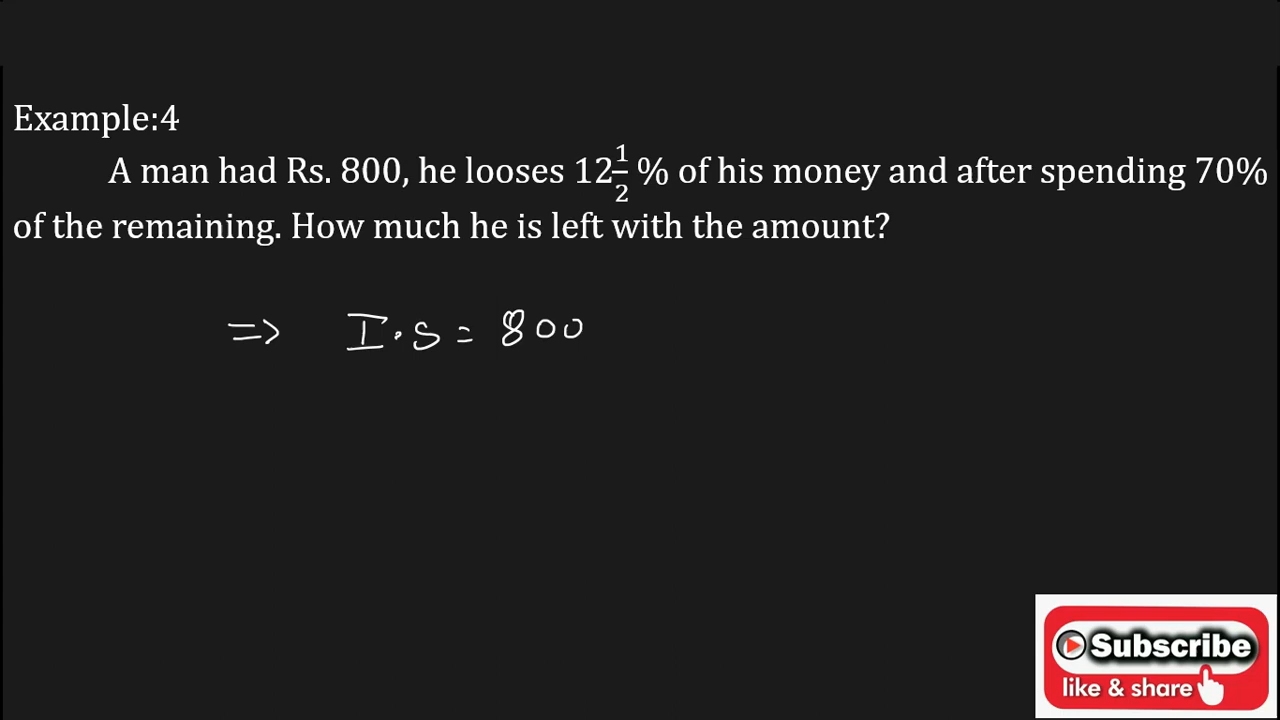 Example:4
A man had Rs. 800, he looses 12½ % of his money and after spending 70%
of the remaining. How much he is left with the amount?
=> I.S = 800
Subscribe
like & share